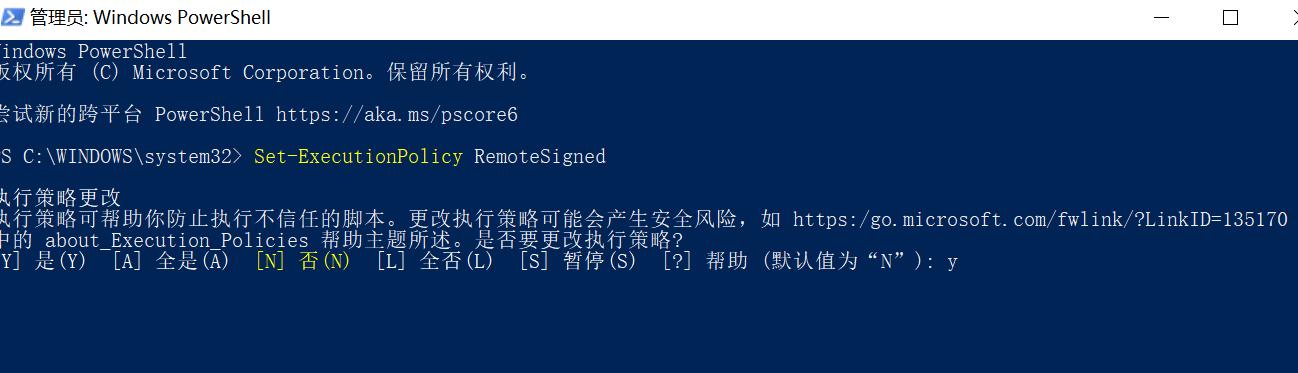 管理员: Windows PowerShell
indows PowerShell
版权所有 (C) Microsoft Corporation。保留所有权利。
尝试新的跨平台 PowerShell https://aka.ms/pscore6
PS C:\WINDOWS\system32> Set-ExecutionPolicy RemoteSigned
执行策略更改
执行策略可帮助你防止执行不信任的脚本。更改执行策略可能会产生安全风险，如 https:/go.microsoft.com/fwlink/?LinkID=135170
中的 about_Execution_Policies 帮助主题所述。是否要更改执行策略?
Y] 是(Y)  [A] 全是(A)  [N] 否(N)  [L] 全否(L)  [S] 暂停(S)  [?] 帮助 (默认值为“N”): y